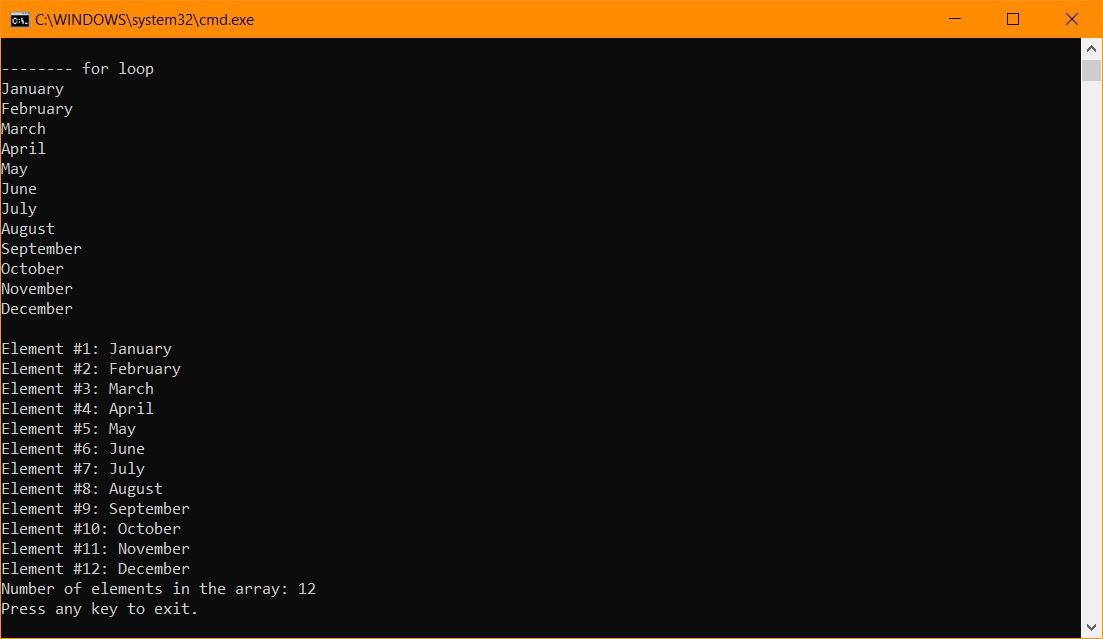 C:\WINDOWS\system32\cmd.exe
-------- for loop
January
February
March
April
May
June
July
August
September
October
November
December
Element #1: January
Element #2: February
Element #3: March
Element #4: April
Element #5: May
Element #6: June
Element #7: July
Element #8: August
Element #9: September
Element #10: October
Element #11: November
Element #12: December
Number of elements in the array: 12
Press any key to exit.